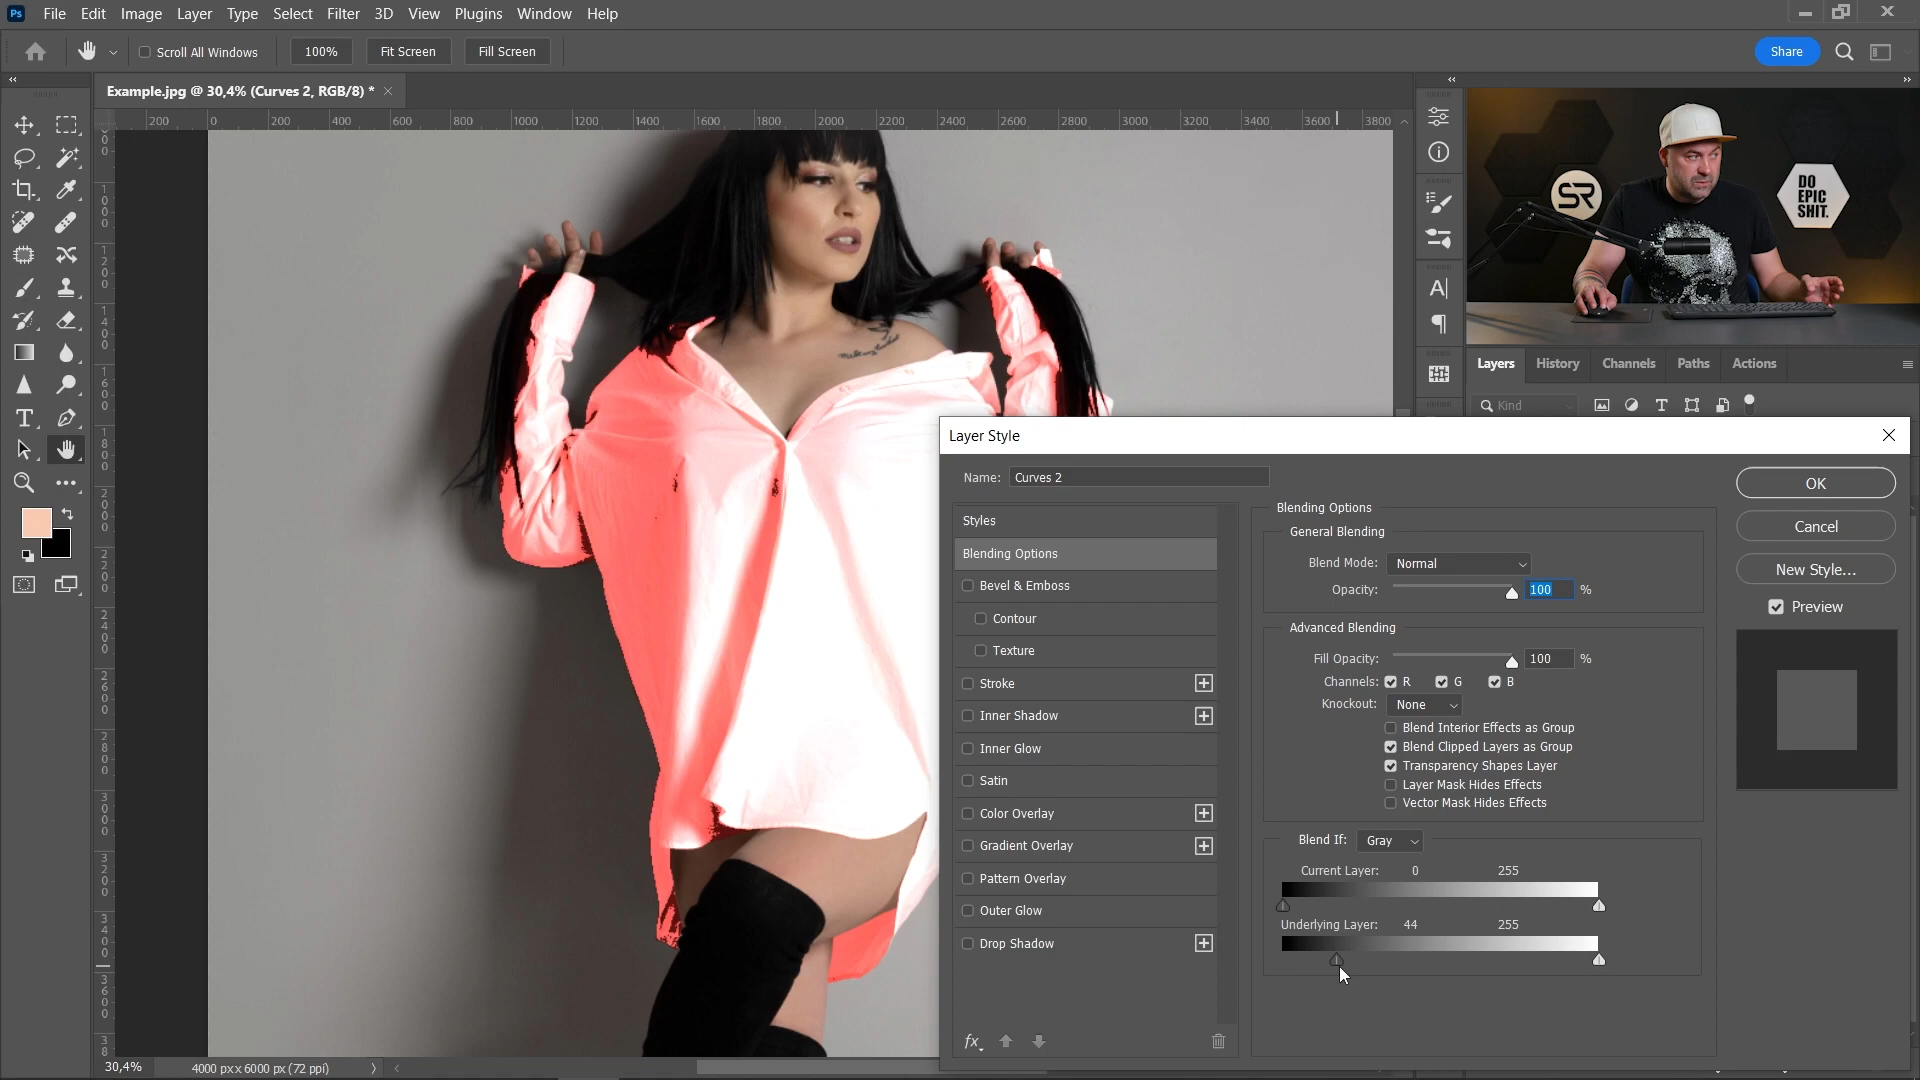 Ps File Edit Image Layer Type Select Filter 3D View Plugins Window Help
Scroll All Windows 100% Fit Screen Fill Screen Share
Example.jpg @ 30,4% (Curves 2, RGB/8) *
200 0 200 400 600 800 1000 1200 1400 1600 1800 2000 2200 2400 2600 2800 3000 3200 3400 3600 3800
SR
DO
EPIC
SHIT.
Layers History Channels Paths Actions
Kind
Layer Style
Name: Curves 2
Styles
Blending Options
Bevel & Emboss
Contour
Texture
Stroke
Inner Shadow
Inner Glow
Satin
Color Overlay
Gradient Overlay
Pattern Overlay
Outer Glow
Drop Shadow
fx
Blending Options
General Blending
Blend Mode: Normal
Opacity: 100 %
Advanced Blending
Fill Opacity: 100 %
Channels: R G B
Knockout: None
Blend Interior Effects as Group
Blend Clipped Layers as Group
Transparency Shapes Layer
Layer Mask Hides Effects
Vector Mask Hides Effects
Blend If: Gray
Current Layer: 0 255
Underlying Layer: 44 255
OK
Cancel
New Style...
Preview
30,4% 4000 px x 6000 px (72 ppi)